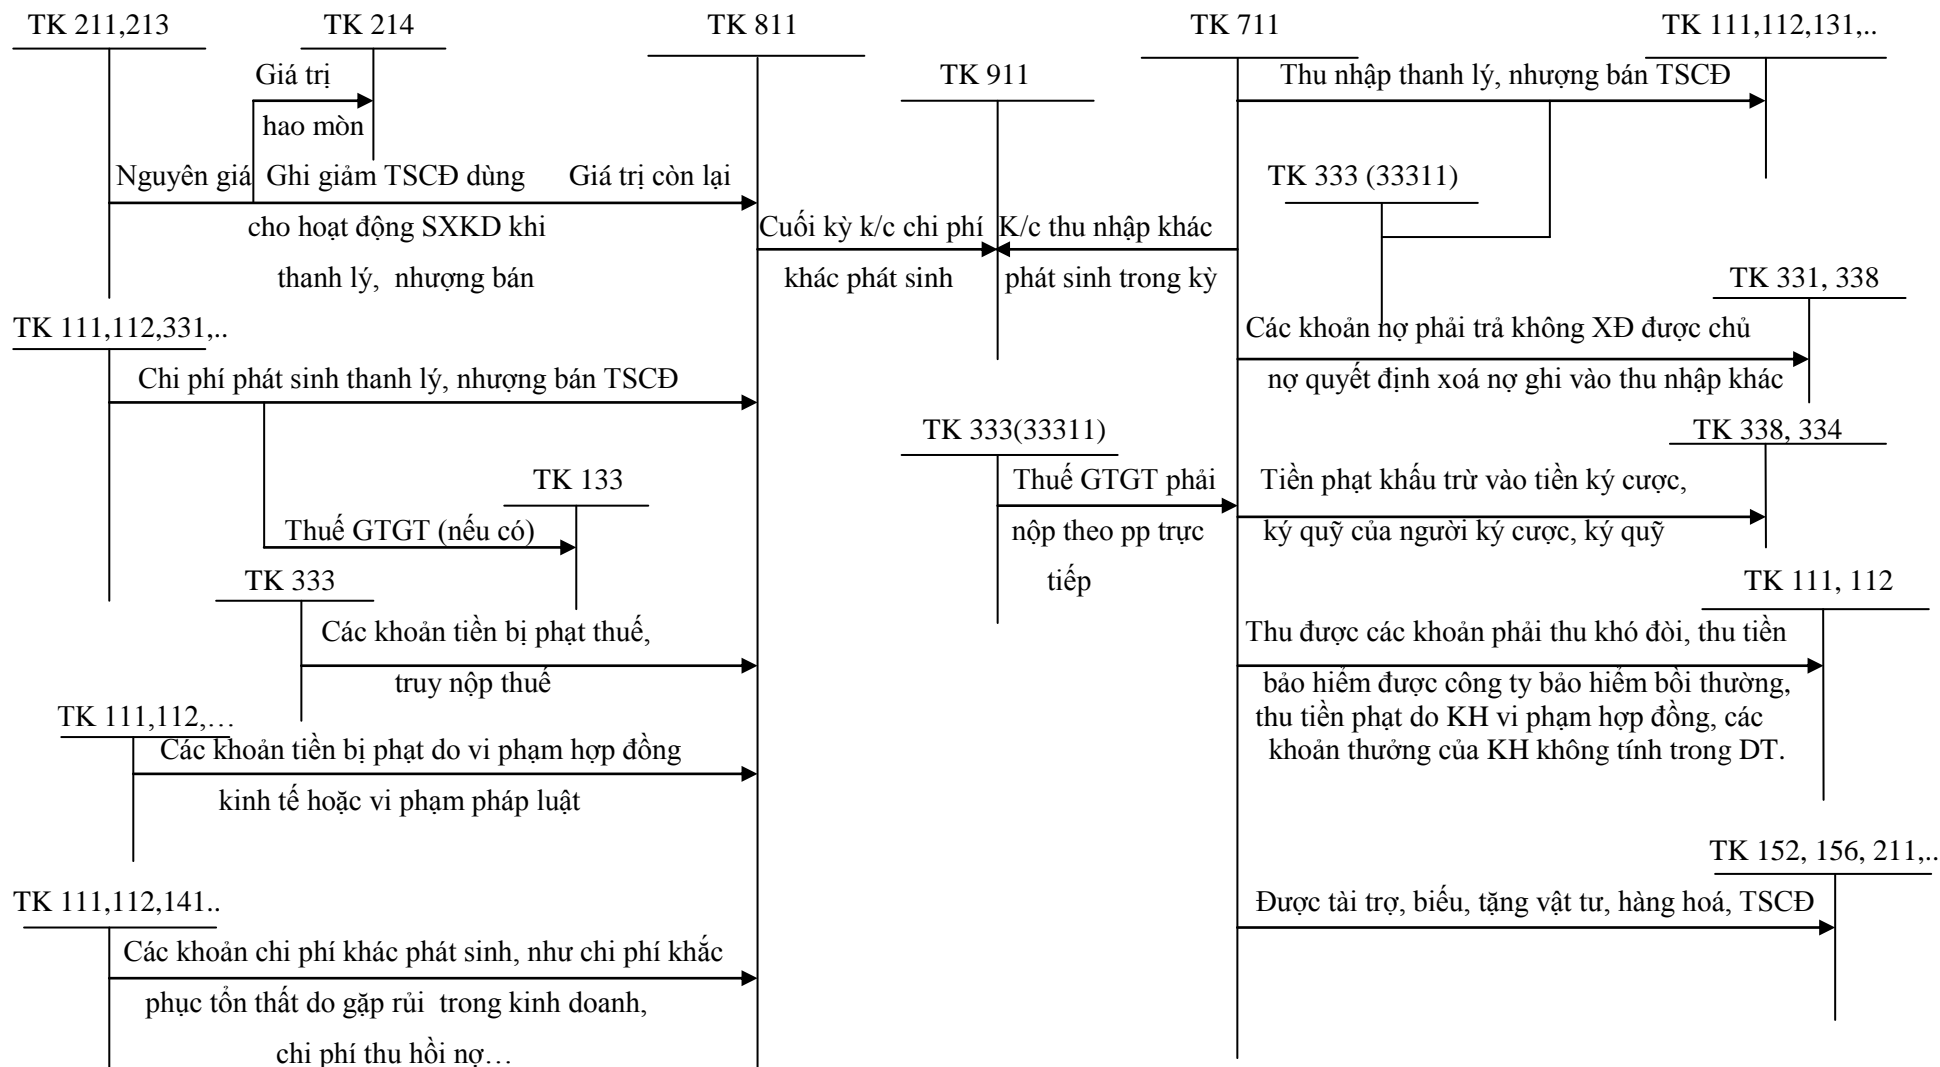 TK 211,213
TK 214
TK 811
TK 711
TK 111,112,131,..
Giá trị
hao mòn
TK 911
Thu nhập thanh lý, nhượng bán TSCĐ
Nguyên giá
Ghi giảm TSCĐ dùng
Giá trị còn lại
cho hoạt động SXKD khi
thanh lý, nhượng bán
TK 333 (33311)
Cuối kỳ k/c chi phí
khác phát sinh
K/c thu nhập khác
phát sinh trong kỳ
TK 331, 338
TK 111,112,331,..
Các khoản nợ phải trả không XĐ được chủ
nợ quyết định xoá nợ ghi vào thu nhập khác
Chi phí phát sinh thanh lý, nhượng bán TSCĐ
TK 333(33311)
TK 338, 334
TK 133
Thuế GTGT phải
nộp theo pp trực
tiếp
Tiền phạt khấu trừ vào tiền ký cược,
ký quỹ của người ký cược, ký quỹ
Thuế GTGT (nếu có)
TK 333
TK 111, 112
Các khoản tiền bị phạt thuế,
truy nộp thuế
Thu được các khoản phải thu khó đòi, thu tiền
bảo hiểm được công ty bảo hiểm bồi thường,
thu tiền phạt do KH vi phạm hợp đồng, các
khoản thưởng của KH không tính trong DT.
TK 111,112,…
Các khoản tiền bị phạt do vi phạm hợp đồng
kinh tế hoặc vi phạm pháp luật
TK 152, 156, 211,..
TK 111,112,141..
Được tài trợ, biếu, tặng vật tư, hàng hoá, TSCĐ
Các khoản chi phí khác phát sinh, như chi phí khắc
phục tổn thất do gặp rủi trong kinh doanh,
chi phí thu hồi nợ…